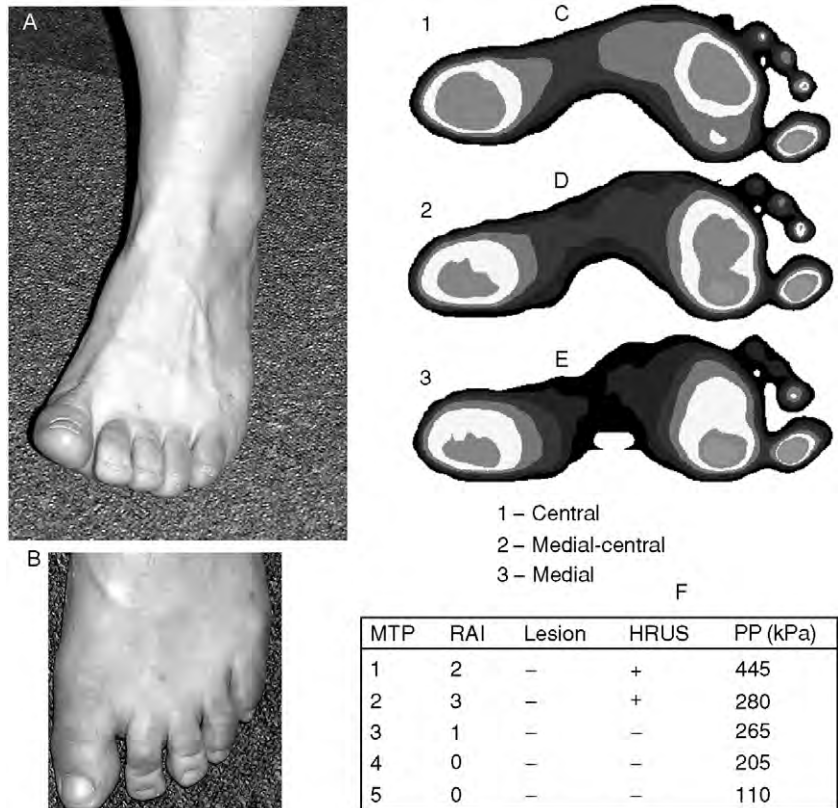 A
1 C
2 D
3 E
1 – Central
2 – Medial-central
3 – Medial
B
F
MTP RAI Lesion HRUS PP (kPa)
1 2 – + 445
2 3 – + 280
3 1 – – 265
4 0 – – 205
5 0 – – 110